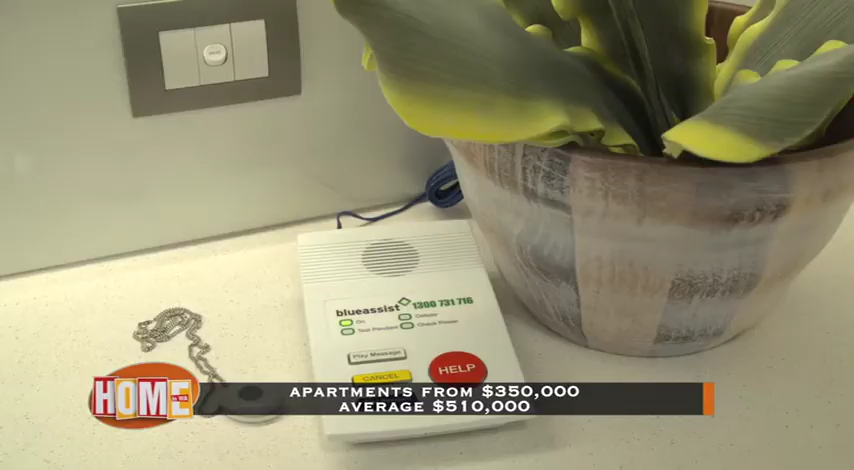 blueassist 1300 731 716
On
Cellular
Test Pendant
Check Power
Play Message
HELP
CANCEL
HOME
APARTMENTS FROM $350,000
AVERAGE $510,000